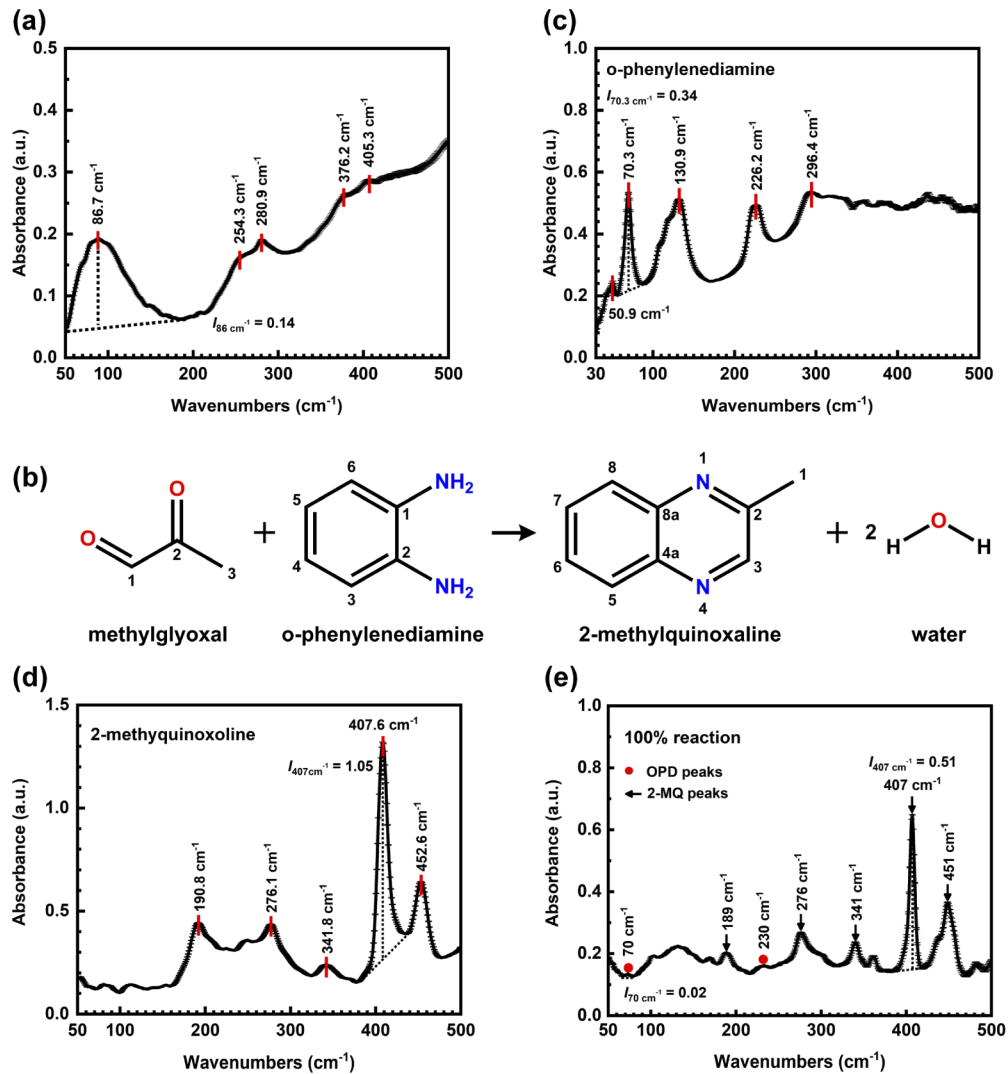 (a)
0.5
0.4
0.3
0.2
0.1
0.0
Absorbance (a.u.)
86.7 cm⁻¹
254.3 cm⁻¹
280.9 cm⁻¹
376.2 cm⁻¹
405.3 cm⁻¹
I86 cm⁻¹ = 0.14
50 100 200 300 400 500
Wavenumbers (cm⁻¹)
(c)
1.0
0.8
0.6
0.4
0.2
0.0
Absorbance (a.u.)
o-phenylenediamine
I70.3 cm⁻¹ = 0.34
70.3 cm⁻¹
130.9 cm⁻¹
226.2 cm⁻¹
296.4 cm⁻¹
50.9 cm⁻¹
30 100 200 300 400 500
Wavenumbers (cm⁻¹)
(b)
O
O
1
2
3
methylglyoxal
+
6
5
4
3
1
2
NH₂
NH₂
o-phenylenediamine
8
7
6
5
8a
4a
N
1
2
3
N
4
1
2-methylquinoxaline
+
2
H
O
H
water
(d)
1.5
1.0
0.5
0.0
Absorbance (a.u.)
2-methyquinoxoline
407.6 cm⁻¹
I407cm⁻¹ = 1.05
190.8 cm⁻¹
276.1 cm⁻¹
341.8 cm⁻¹
452.6 cm⁻¹
50 100 200 300 400 500
Wavenumbers (cm⁻¹)
(e)
1.0
0.8
0.6
0.4
0.2
0.0
Absorbance (a.u.)
100% reaction
OPD peaks
2-MQ peaks
I407 cm⁻¹ = 0.51
407 cm⁻¹
70 cm⁻¹
189 cm⁻¹
230 cm⁻¹
276 cm⁻¹
341 cm⁻¹
451 cm⁻¹
I70 cm⁻¹ = 0.02
50 100 200 300 400 500
Wavenumbers (cm⁻¹)